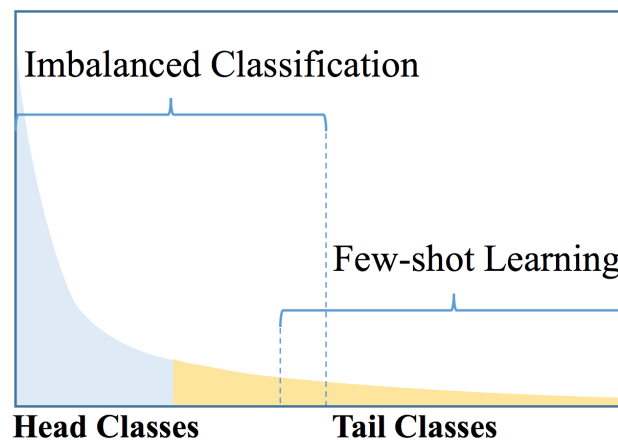 Imbalanced Classification
Few-shot Learning
Head Classes
Tail Classes